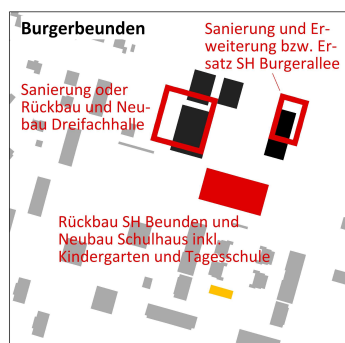 Burgerbeunden
Sanierung und Er-
weiterung bzw. Er-
satz SH Burgerallee
Sanierung oder
Rückbau und Neu-
bau Dreifachhalle
Rückbau SH Beunden und
Neubau Schulhaus inkl.
Kindergarten und Tagesschule